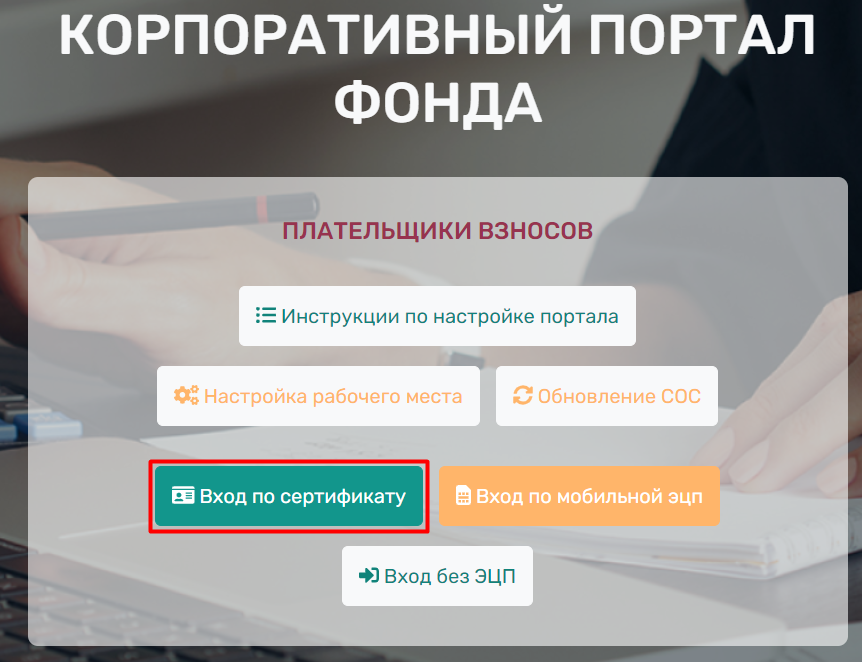 КОРПОРАТИВНЫЙ ПОРТАЛ
ФОНДА
ПЛАТЕЛЬЩИКИ ВЗНОСОВ
Инструкции по настройке портала
Настройка рабочего места
Обновление СОС
Вход по сертификату
Вход по мобильной эцп
Вход без ЭЦП